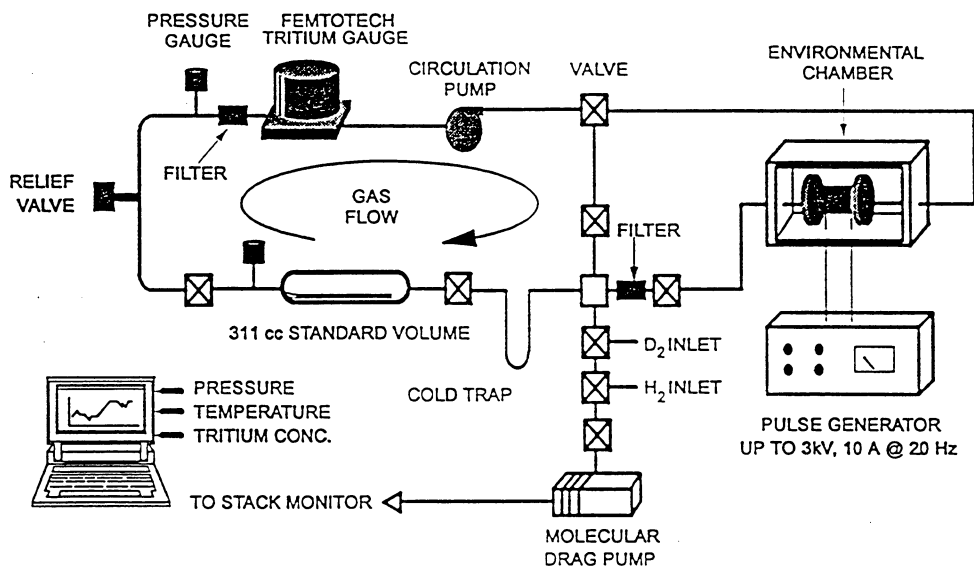 PRESSURE
GAUGE
FEMTOTECH
TRITIUM GAUGE
CIRCULATION
PUMP
VALVE
ENVIRONMENTAL
CHAMBER
FILTER
RELIEF
VALVE
GAS
FLOW
FILTER
311 cc STANDARD VOLUME
COLD TRAP
D2 INLET
H2 INLET
PULSE GENERATOR
UP TO 3kV, 10 A @ 20 Hz
PRESSURE
TEMPERATURE
TRITIUM CONC.
TO STACK MONITOR
MOLECULAR
DRAG PUMP